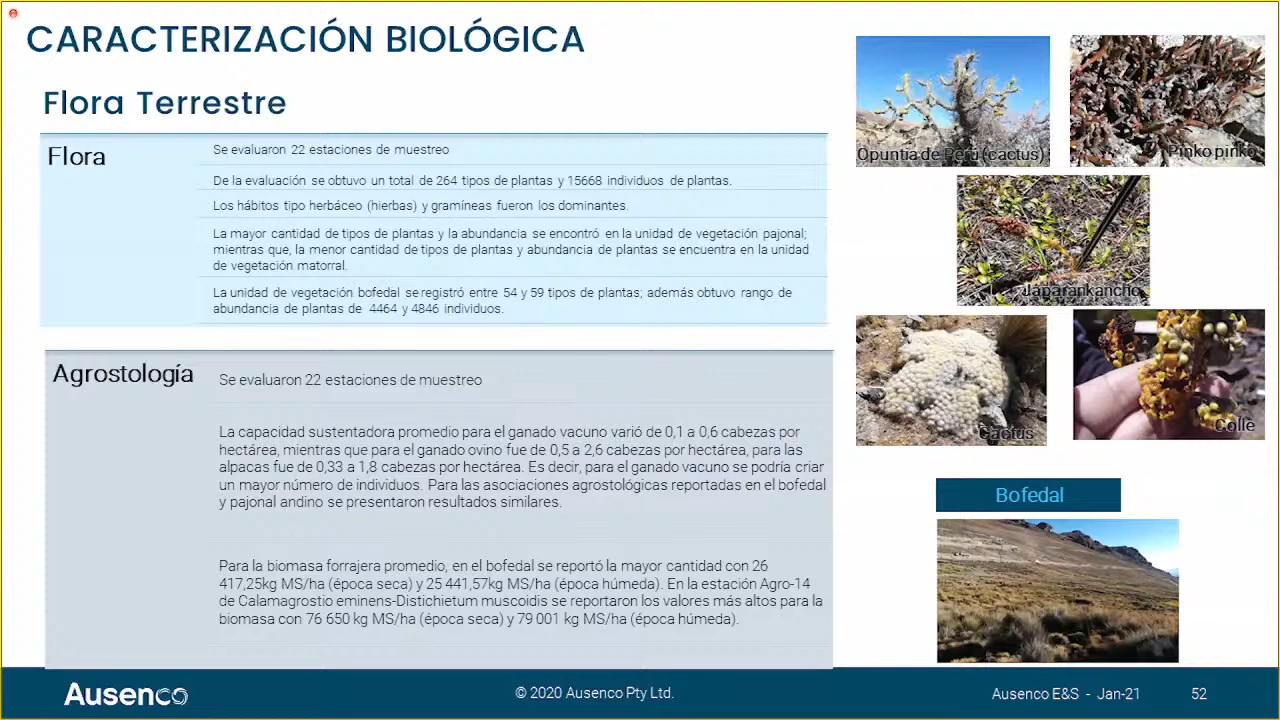 CARACTERIZACIÓN BIOLÓGICA
Flora Terrestre
Flora
Se evaluaron 22 estaciones de muestreo
De la evaluación se obtuvo un total de 264 tipos de plantas y 15668 individuos de plantas.
Los hábitos tipo herbáceo (hierbas) y gramíneas fueron los dominantes.
La mayor cantidad de tipos de plantas y la abundancia se encontró en la unidad de vegetación pajonal;
mientras que, la menor cantidad de tipos de plantas y abundancia de plantas se encuentra en la unidad
de vegetación matorral.
La unidad de vegetación bofedal se registró entre 54 y 59 tipos de plantas; además obtuvo rango de
abundancia de plantas de 4464 y 4846 individuos.
Agrostología
Se evaluaron 22 estaciones de muestreo
La capacidad sustentadora promedio para el ganado vacuno varió de 0,1 a 0,6 cabezas por
hectárea, mientras que para el ganado ovino fue de 0,5 a 2,6 cabezas por hectárea, para las
alpacas fue de 0,33 a 1,8 cabezas por hectárea. Es decir, para el ganado vacuno se podría criar
un mayor número de individuos. Para las asociaciones agrostológicas reportadas en el bofedal
y pajonal andino se presentaron resultados similares.
Para la biomasa forrajera promedio, en el bofedal se reportó la mayor cantidad con 26
417,25kg MS/ha (época seca) y 25 441,57kg MS/ha (época húmeda). En la estación Agro-14
de Calamagrostio eminens-Distichietum muscoidis se reportaron los valores más altos para la
biomasa con 76 650 kg MS/ha (época seca) y 79 001 kg MS/ha (época húmeda).
Opuntia de Perú (cactus)
Pinko pinko
Japarankancho
Cactus
Colle
Bofedal
Ausenco
© 2020 Ausenco Pty Ltd.
Ausenco E&S - Jan-21
52